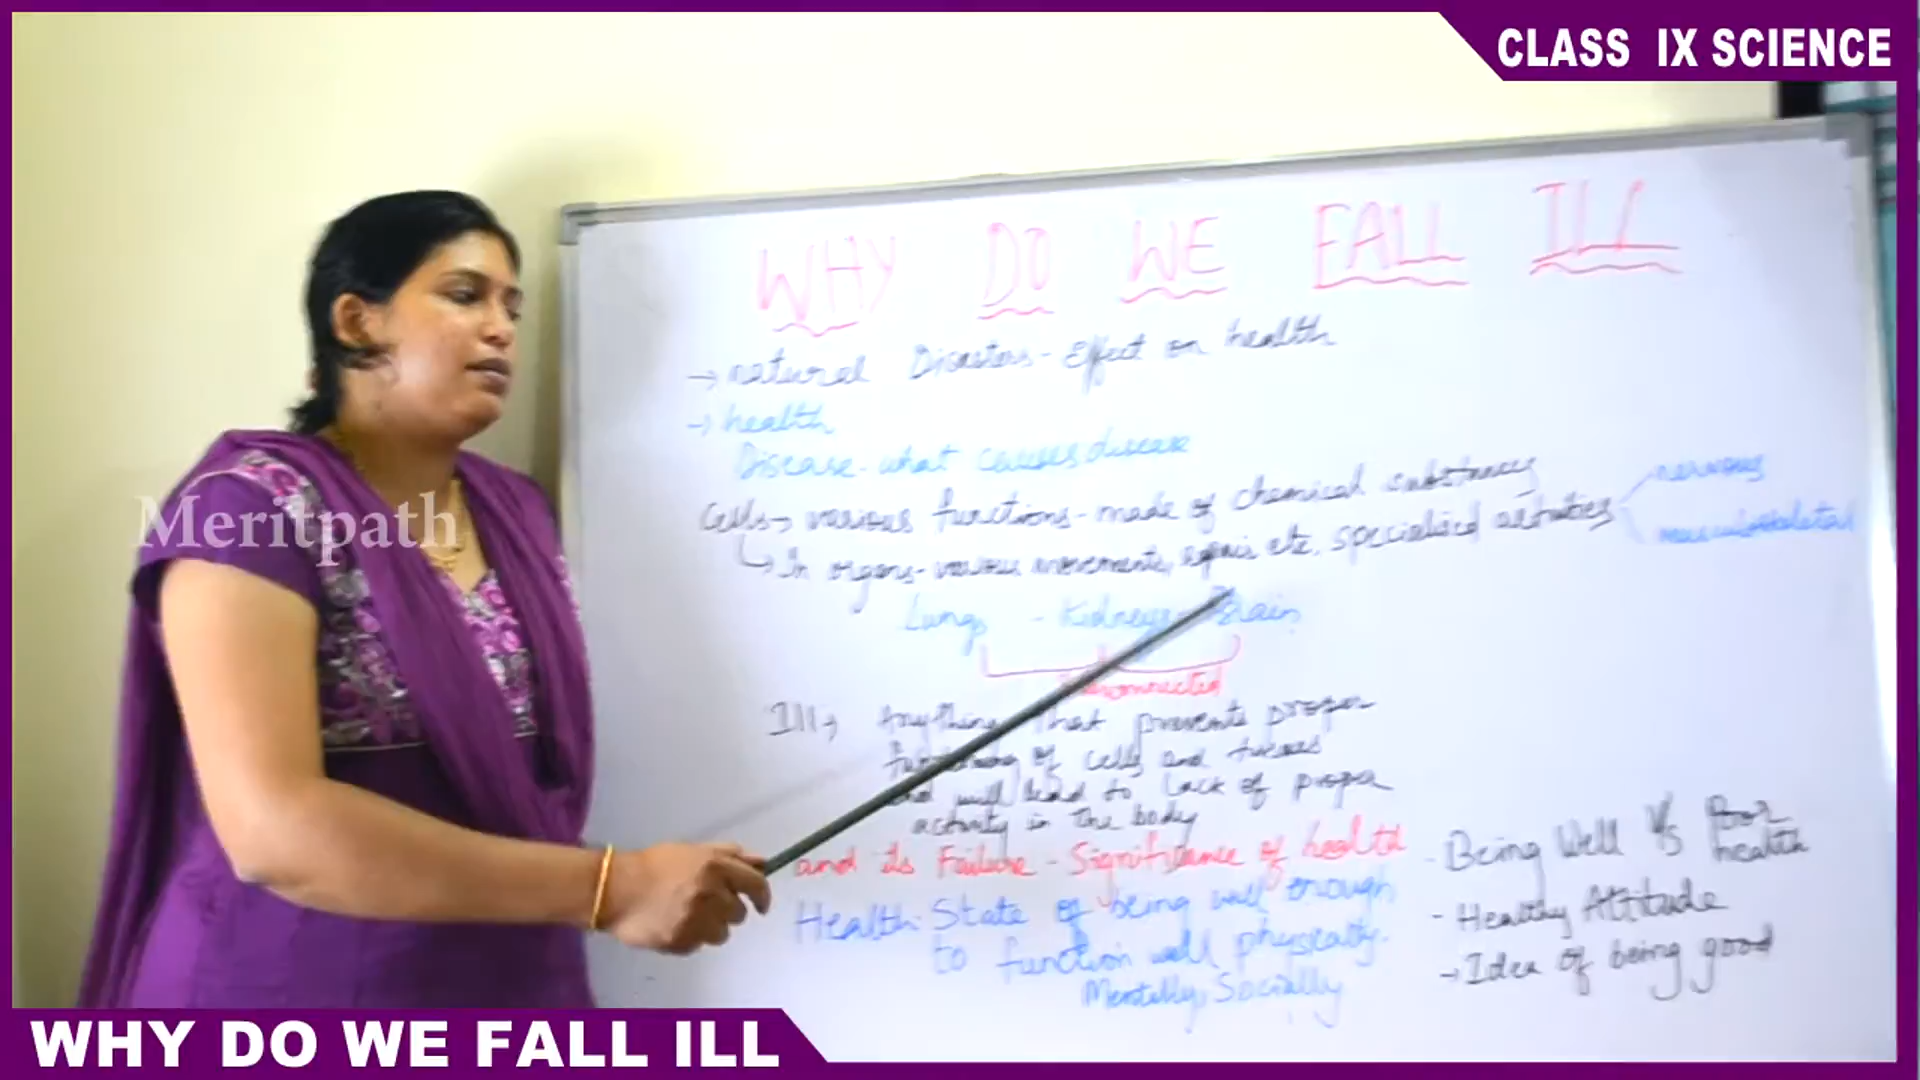 CLASS IX SCIENCE
WHY DO WE FALL ILL
→ natural Disasters - Effect on health
→ health
Disease - what causes disease
Cells → various functions - made of chemical substances
nervous
musculoskeletal
↳ In organs - various movements, repair etc. specialised activities
Lungs - Kidneys Brain
Interconnected
Ill → Anything that prevents proper
functioning of cells and tissues
and will lead to lack of proper
activity in the body
and its Failure - Significance of health
Health: State of being well enough
to function well physically.
Mentally, Socially
- Being Well V/s Poor health
- Healthy Attitude
→ Idea of being good
Meritpath
WHY DO WE FALL ILL